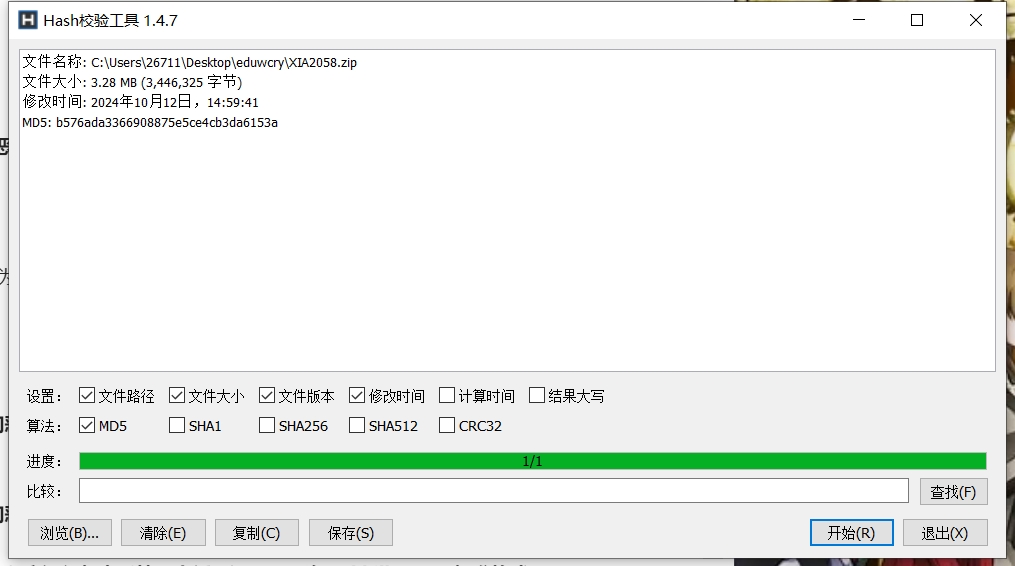 Hash校验工具 1.4.7
文件名称: C:\Users\26711\Desktop\eduwcry\XIA2058.zip
文件大小: 3.28 MB (3,446,325 字节)
修改时间: 2024年10月12日，14:59:41
MD5: b576ada3366908875e5ce4cb3da6153a
设置： 文件路径 文件大小 文件版本 修改时间 计算时间 结果大写
算法： MD5 SHA1 SHA256 SHA512 CRC32
进度： 1/1
比较： 查找(F)
浏览(B)... 清除(E) 复制(C) 保存(S) 开始(R) 退出(X)